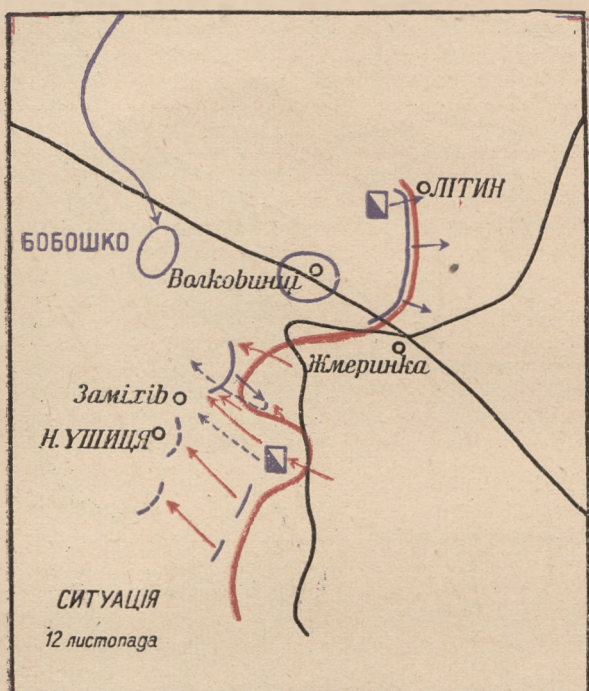 ЛІТИН
БОБОШКО
Волковинці
Жмеринка
Заміхів
Н. УШИЦЯ
СИТУАЦІЯ
12 листопада